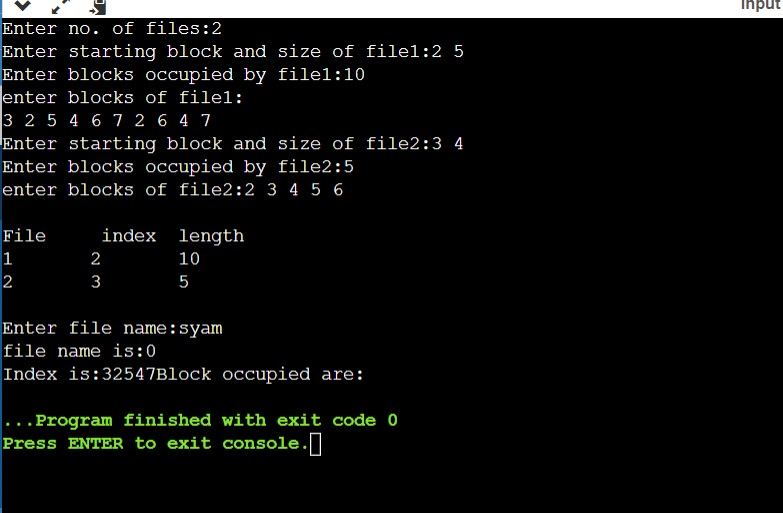 input
Enter no. of files:2
Enter starting block and size of file1:2 5
Enter blocks occupied by file1:10
enter blocks of file1:
3 2 5 4 6 7 2 6 4 7
Enter starting block and size of file2:3 4
Enter blocks occupied by file2:5
enter blocks of file2:2 3 4 5 6
File index length
1 2 10
2 3 5
Enter file name:syam
file name is:0
Index is:32547Block occupied are:
...Program finished with exit code 0
Press ENTER to exit console.